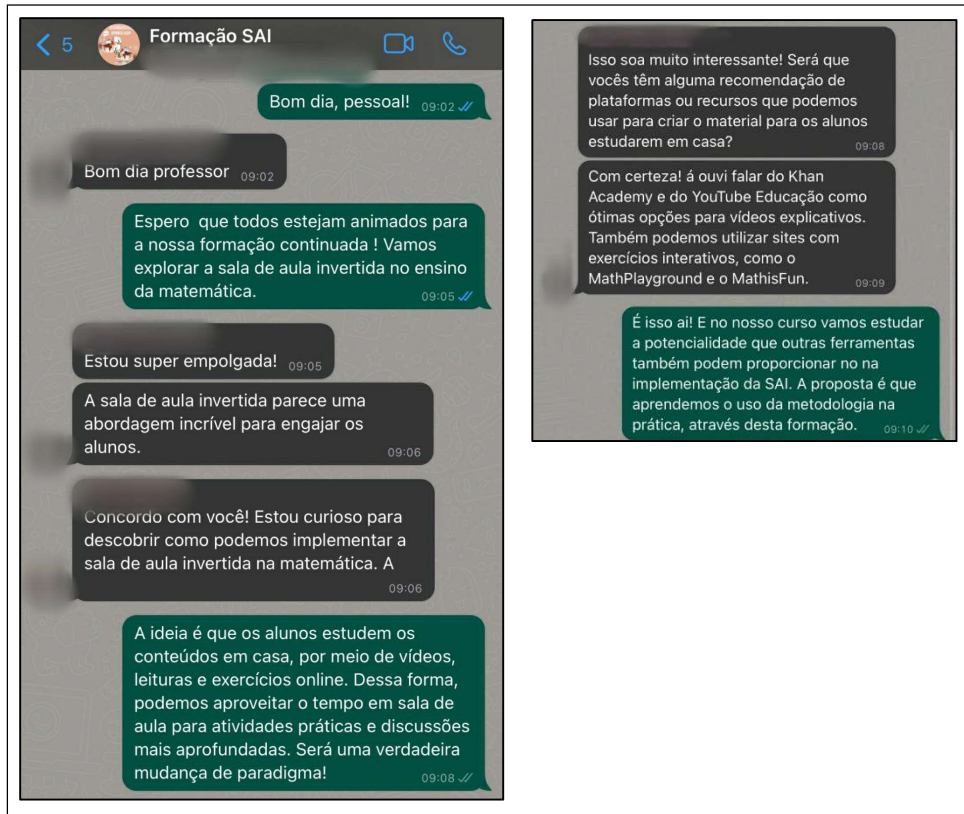 5
Formação SAI
Bom dia, pessoal! 09:02
Bom dia professor 09:02
Espero que todos estejam animados para
a nossa formação continuada ! Vamos
explorar a sala de aula invertida no ensino
da matemática. 09:05
Estou super empolgada! 09:05
A sala de aula invertida parece uma
abordagem incrível para engajar os
alunos. 09:06
Concordo com você! Estou curioso para
descobrir como podemos implementar a
sala de aula invertida na matemática. A
09:06
A ideia é que os alunos estudem os
conteúdos em casa, por meio de vídeos,
leituras e exercícios online. Dessa forma,
podemos aproveitar o tempo em sala de
aula para atividades práticas e discussões
mais aprofundadas. Será uma verdadeira
mudança de paradigma! 09:08
Isso soa muito interessante! Será que
vocês têm alguma recomendação de
plataformas ou recursos que podemos
usar para criar o material para os alunos
estudarem em casa? 09:08
Com certeza! á ouvi falar do Khan
Academy e do YouTube Educação como
ótimas opções para vídeos explicativos.
Também podemos utilizar sites com
exercícios interativos, como o
MathPlayground e o MathisFun. 09:09
É isso ai! E no nosso curso vamos estudar
a potencialidade que outras ferramentas
também podem proporcionar no na
implementação da SAI. A proposta é que
aprendemos o uso da metodologia na
prática, através desta formação. 09:10